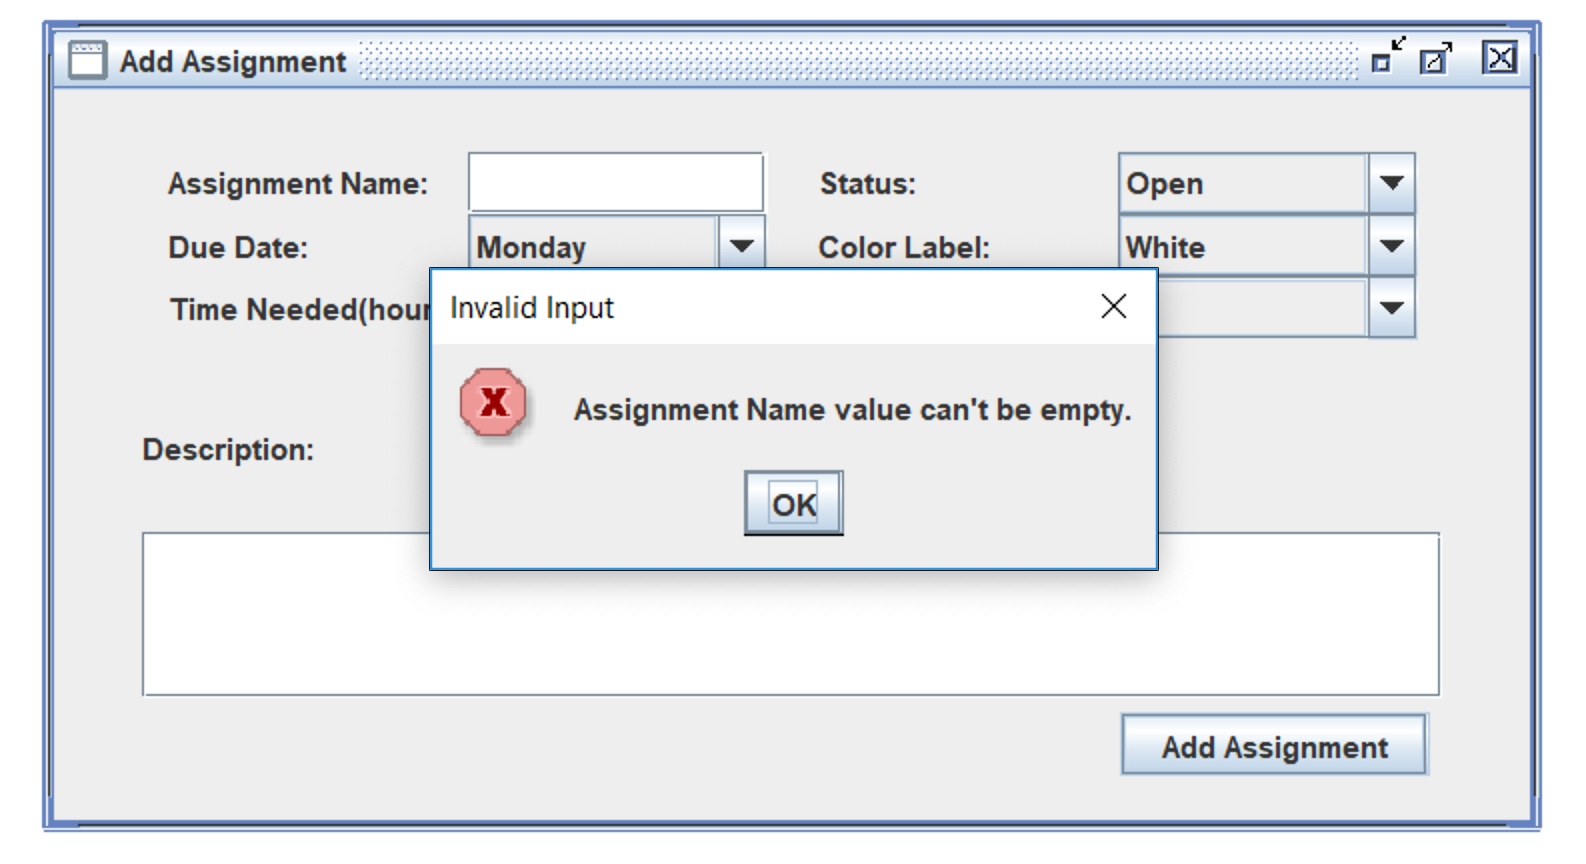 Add Assignment
Assignment Name:
Status:
Open
Due Date:
Monday
Color Label:
White
Time Needed(hour
Invalid Input
Assignment Name value can't be empty.
OK
Description:
Add Assignment